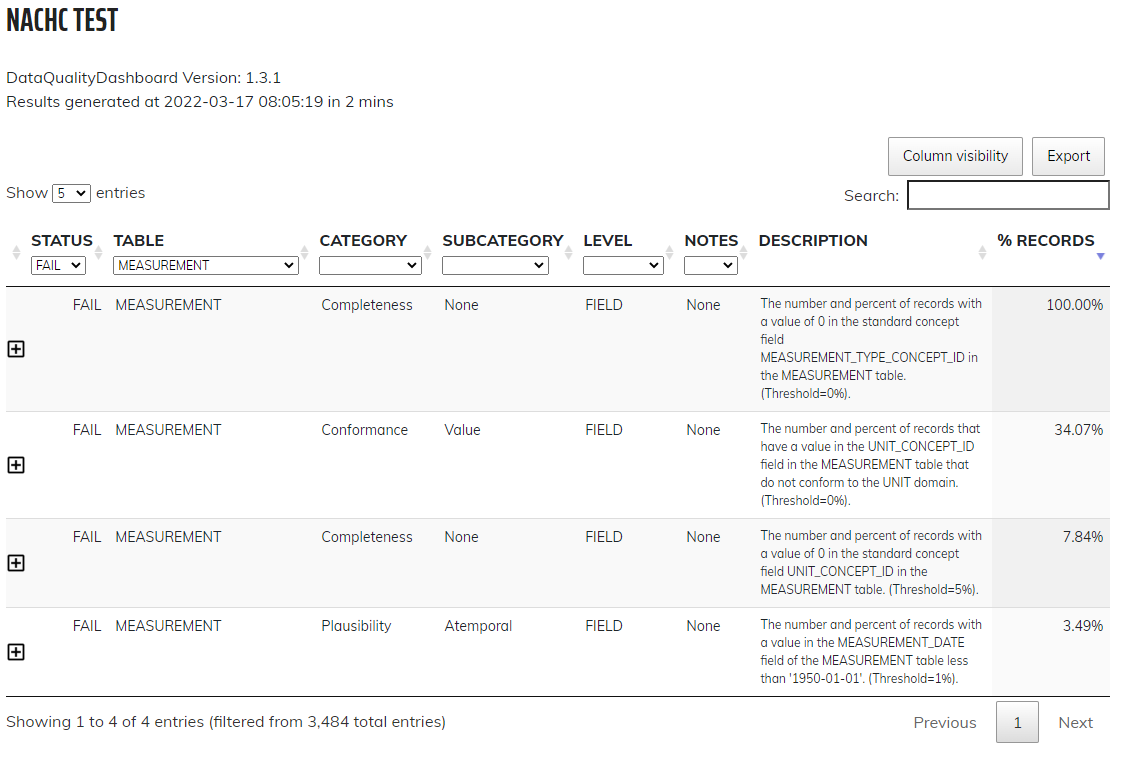 NACHC TEST
DataQualityDashboard Version: 1.3.1
Results generated at 2022-03-17 08:05:19 in 2 mins
Column visibility Export
Show 5 entries Search:
STATUS TABLE CATEGORY SUBCATEGORY LEVEL NOTES DESCRIPTION % RECORDS
FAIL MEASUREMENT
FAIL MEASUREMENT Completeness None FIELD None The number and percent of records with 100.00%
a value of 0 in the standard concept
field
MEASUREMENT_TYPE_CONCEPT_ID in
the MEASUREMENT table.
(Threshold=0%).
FAIL MEASUREMENT Conformance Value FIELD None The number and percent of records that 34.07%
have a value in the UNIT_CONCEPT_ID
field in the MEASUREMENT table that
do not conform to the UNIT domain.
(Threshold=0%).
FAIL MEASUREMENT Completeness None FIELD None The number and percent of records with 7.84%
a value of 0 in the standard concept
field UNIT_CONCEPT_ID in the
MEASUREMENT table. (Threshold=5%).
FAIL MEASUREMENT Plausibility Atemporal FIELD None The number and percent of records with 3.49%
a value in the MEASUREMENT_DATE
field of the MEASUREMENT table less
than '1950-01-01'. (Threshold=1%).
Showing 1 to 4 of 4 entries (filtered from 3,484 total entries) Previous 1 Next